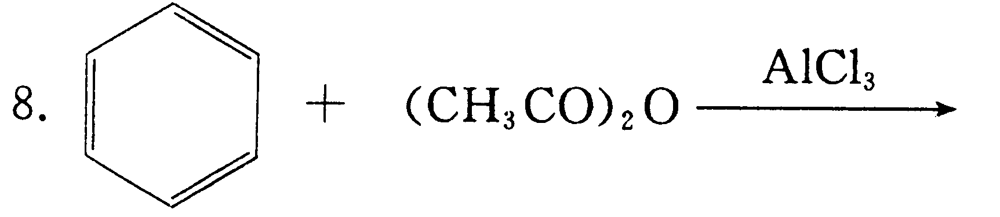 8. + (CH₃CO)₂O AlCl₃